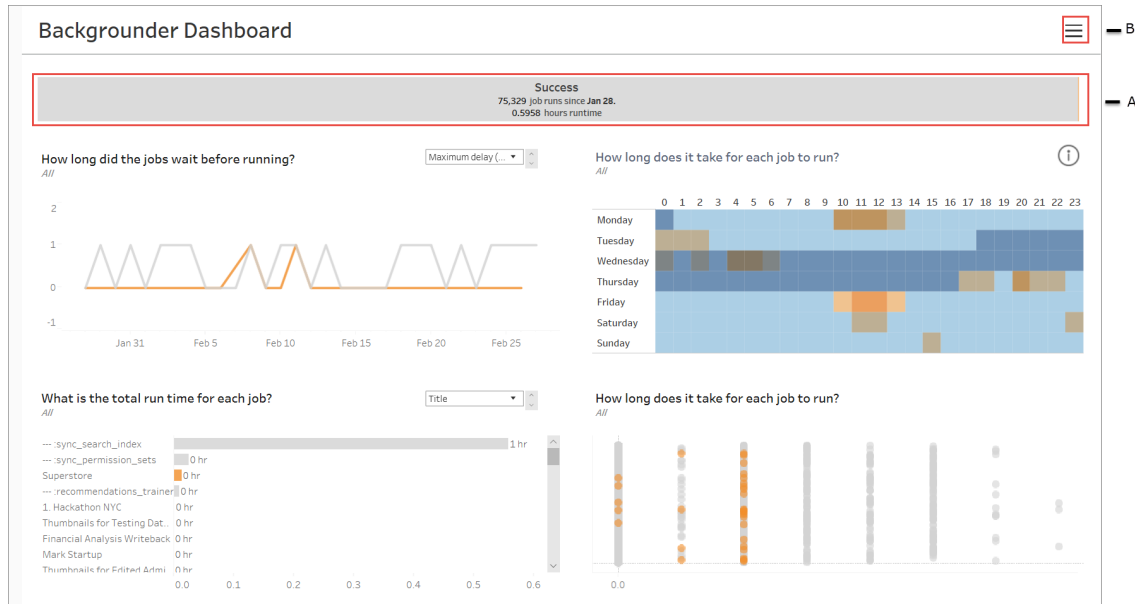 Backgrounder Dashboard
B
Success
75,329 job runs since Jan 28.
0.5958 hours runtime
A
How long did the jobs wait before running?
All
Maximum delay (...
2
1
0
-1
Jan 31 Feb 5 Feb 10 Feb 15 Feb 20 Feb 25
How long does it take for each job to run?
All
0 1 2 3 4 5 6 7 8 9 10 11 12 13 14 15 16 17 18 19 20 21 22 23
Monday
Tuesday
Wednesday
Thursday
Friday
Saturday
Sunday
What is the total run time for each job?
All
Title
--- :sync_search_index 1 hr
--- :sync_permission_sets 0 hr
Superstore 0 hr
--- :recommendations_trainer 0 hr
1. Hackathon NYC 0 hr
Thumbnails for Testing Dat.. 0 hr
Financial Analysis Writeback 0 hr
Mark Startup 0 hr
Thumbnails for Edited Admi.. 0 hr
0.0 0.1 0.2 0.3 0.4 0.5 0.6
How long does it take for each job to run?
All
0.0